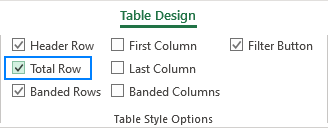 Table Design
Header Row First Column Filter Button
Total Row Last Column
Banded Rows Banded Columns
Table Style Options